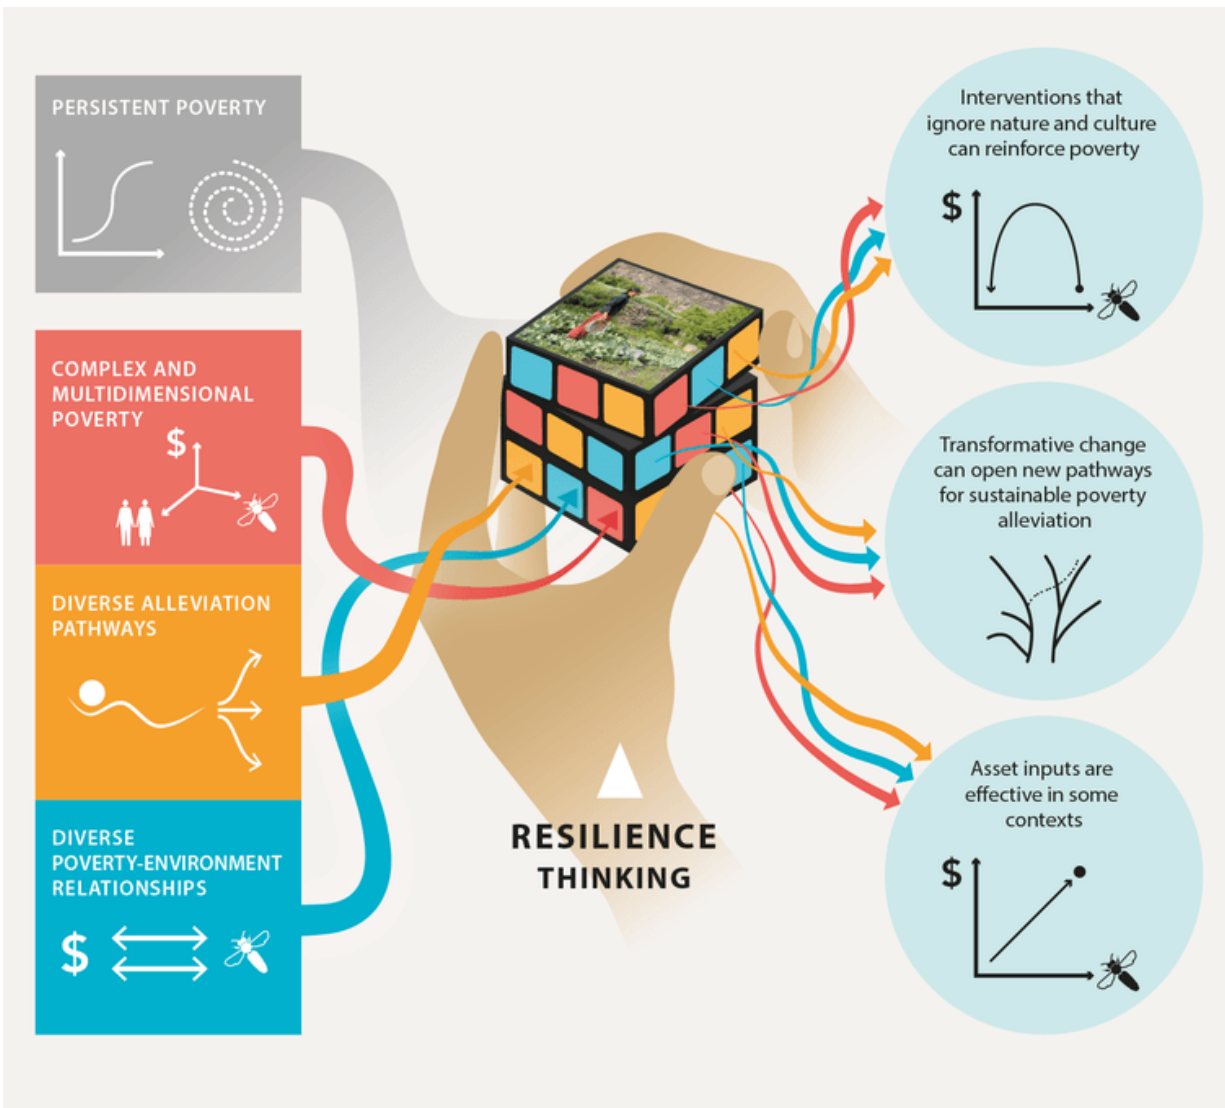 PERSISTENT POVERTY
COMPLEX AND
MULTIDIMENSIONAL
POVERTY
$
DIVERSE ALLEVIATION
PATHWAYS
DIVERSE
POVERTY-ENVIRONMENT
RELATIONSHIPS
$
RESILIENCE
THINKING
Interventions that
ignore nature and culture
can reinforce poverty
$
Transformative change
can open new pathways
for sustainable poverty
alleviation
Asset inputs are
effective in some
contexts
$